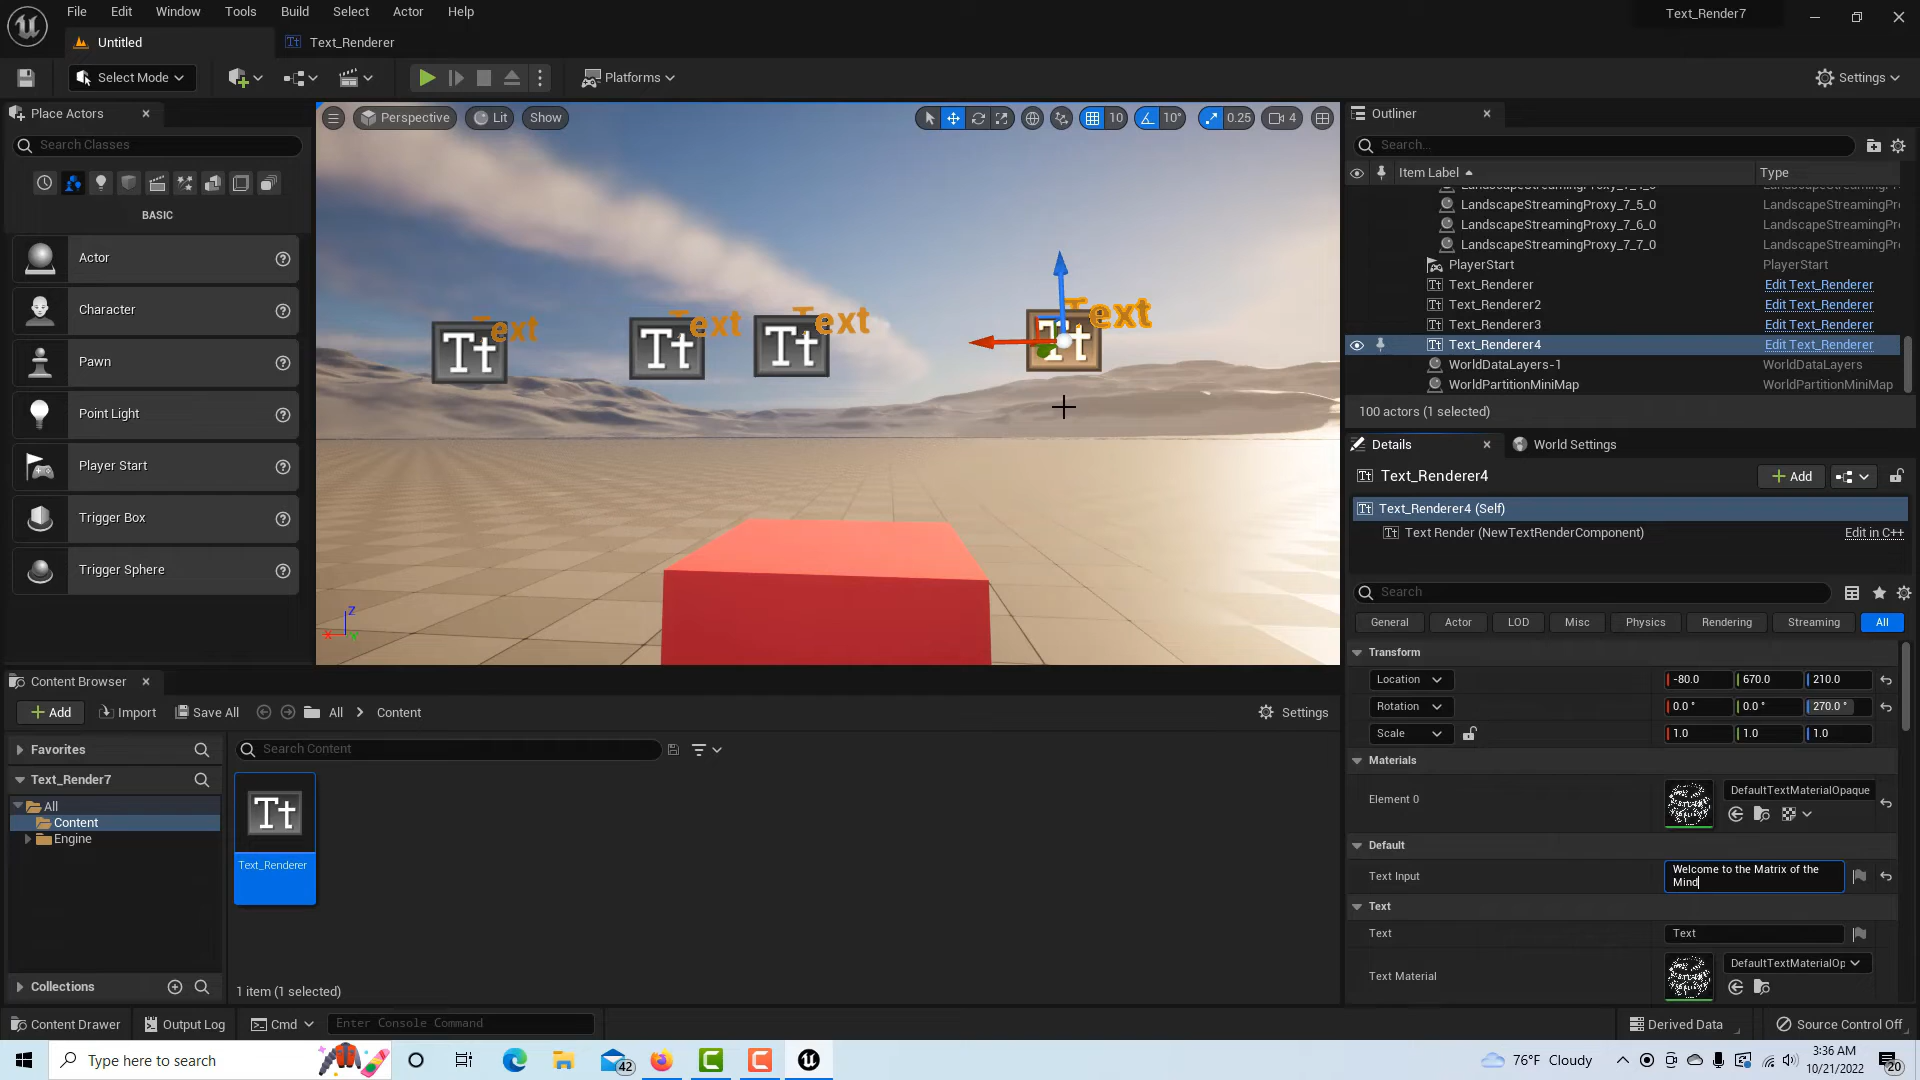 File Edit Window Tools Build Select Actor Help
Text_Render7
Untitled
Text_Renderer
Select Mode
Platforms
Settings
Place Actors
Search Classes
BASIC
Actor
Character
Pawn
Point Light
Player Start
Trigger Box
Trigger Sphere
Perspective
Lit
Show
10
10°
0.25
4
Tt Text
Tt Text
Tt Text
Tt Text
Outliner
Search...
Item Label
Type
LandscapeStreamingProxy_7_5_0
LandscapeStreamingProxy_7_6_0
LandscapeStreamingProxy_7_7_0
PlayerStart PlayerStart
Text_Renderer Edit Text_Renderer
Text_Renderer2 Edit Text_Renderer
Text_Renderer3 Edit Text_Renderer
Text_Renderer4 Edit Text_Renderer
WorldDataLayers-1 WorldDataLayers
WorldPartitionMiniMap WorldPartitionMiniMap
100 actors (1 selected)
Details
World Settings
Text_Renderer4
Add
Text_Renderer4 (Self)
Text Render (NewTextRenderComponent) Edit in C++
Search
General Actor LOD Misc Physics Rendering Streaming All
Transform
Location -80.0 670.0 210.0
Rotation 0.0° 0.0° 270.0°
Scale 1.0 1.0 1.0
Materials
Element 0 DefaultTextMaterialOpaque
Default
Text Input
Welcome to the Matrix of the
Mind
Text
Text Text
Text Material DefaultTextMaterialOp
Content Browser
Add Import Save All All Content Settings
Favorites
Search Content
Text_Render7
All
Content
Engine
Tt
Text_Renderer
Collections
1 item (1 selected)
Content Drawer Output Log Cmd Enter Console Command Derived Data Source Control Off
Type here to search
42
76°F Cloudy
3:36 AM
10/21/2022
20